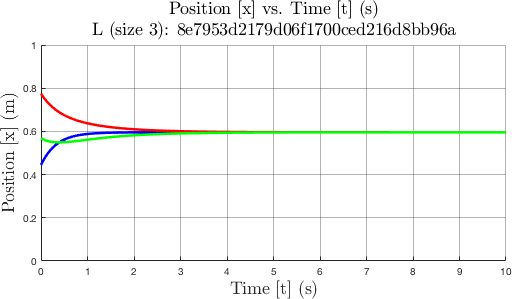 Position [x] vs. Time [t] (s)
L (size 3): 8e7953d2179d06f1700ced216d8bb96a
1
0.8
0.6
0.4
0.2
0
Position [x] (m)
0 1 2 3 4 5 6 7 8 9 10
Time [t] (s)